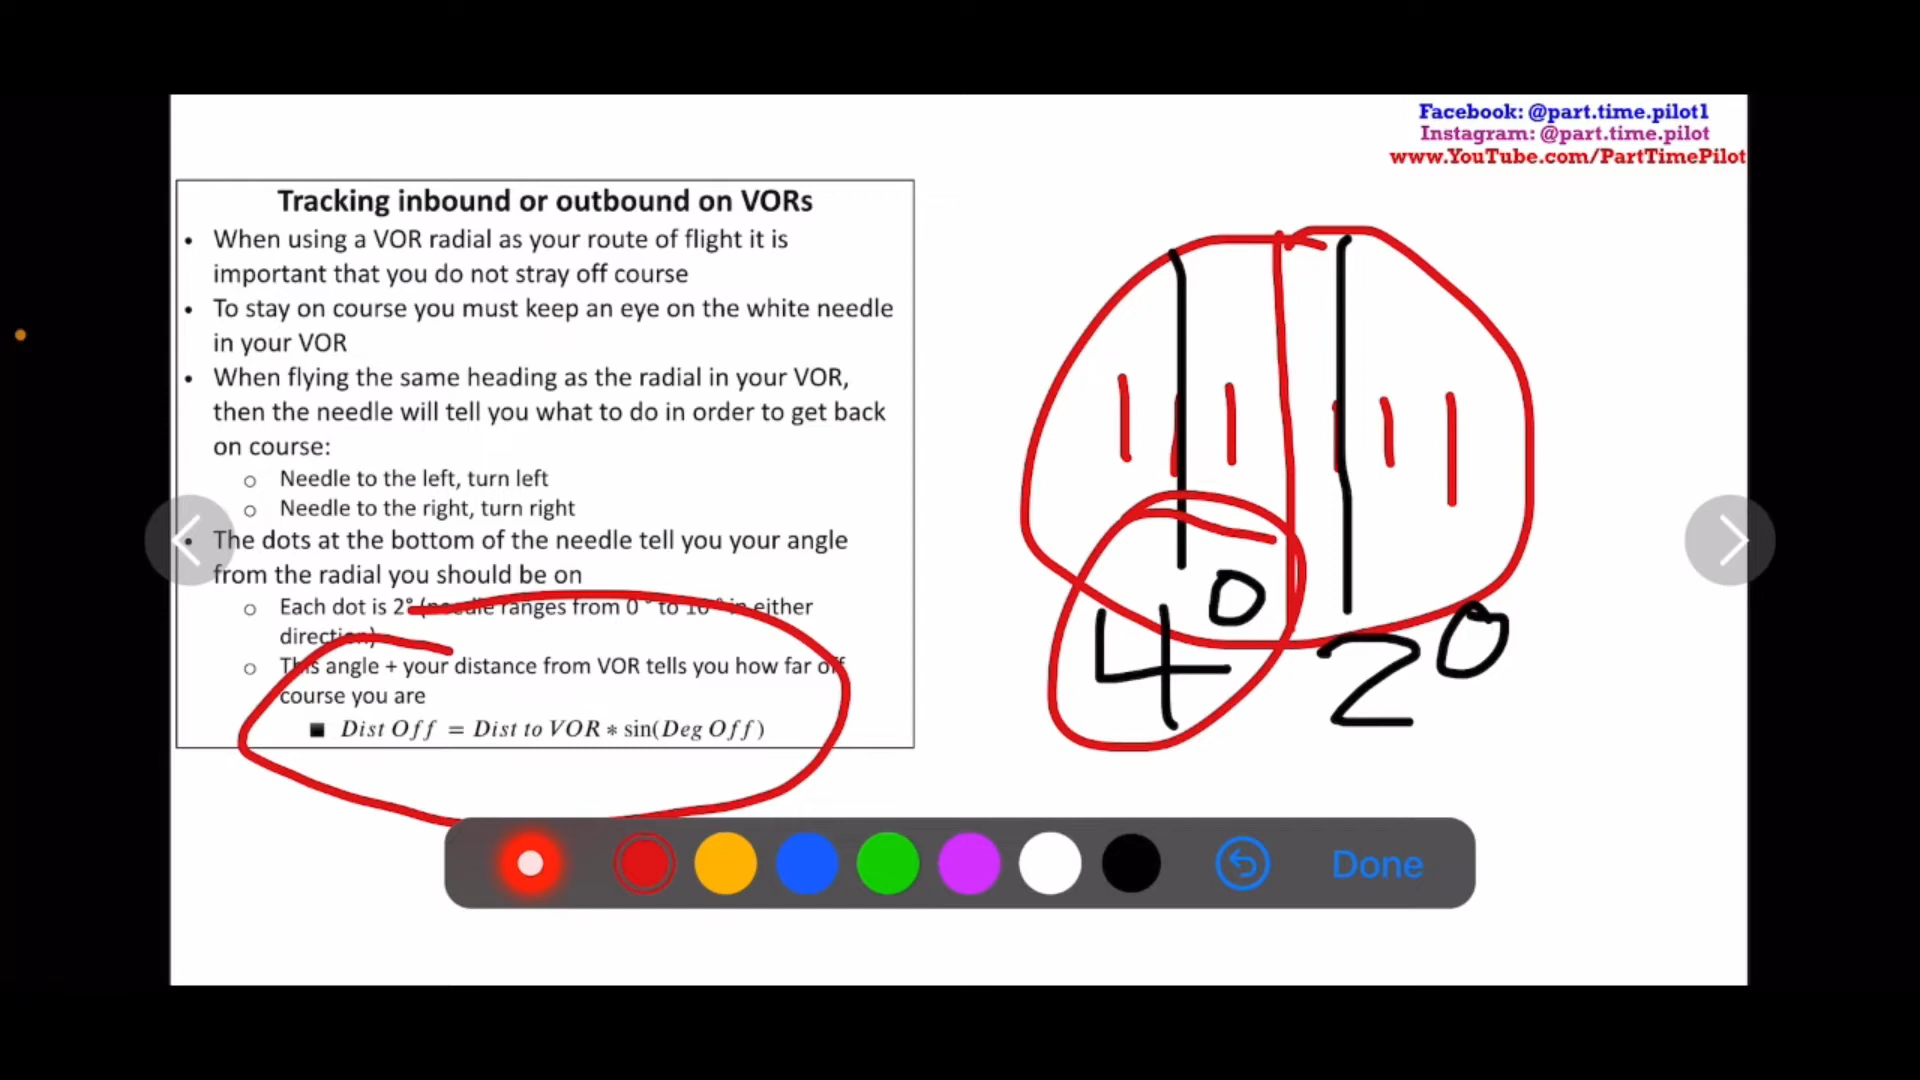 Facebook: @part.time.pilot1
Instagram: @part.time.pilot
www.YouTube.com/PartTimePilot
Tracking inbound or outbound on VORs
• When using a VOR radial as your route of flight it is
important that you do not stray off course
• To stay on course you must keep an eye on the white needle
in your VOR
• When flying the same heading as the radial in your VOR,
then the needle will tell you what to do in order to get back
on course:
o Needle to the left, turn left
o Needle to the right, turn right
• The dots at the bottom of the needle tell you your angle
from the radial you should be on
o Each dot is 2° (needle ranges from 0° to 10° in either
direction)
o This angle + your distance from VOR tells you how far off
course you are
■ Dist Off = Dist to VOR * sin(Deg Off)
4° 2°
Done